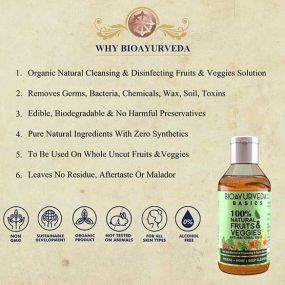 WHY BIOAYURVEDA
1. Organic Natural Cleansing & Disinfecting Fruits & Veggies Solution
2. Removes Germs, Bacteria, Chemicals, Wax, Soil, Toxins
3. Edible, Biodegradable & No Harmful Preservatives
4. Pure Natural Ingredients With Zero Synthetics
5. To Be Used On Whole Uncut Fruits &Veggies
6. Leaves No Residue, Aftertaste Or Malador
BIOAYURVEDA
BASICS
100%
NATURAL
FRUITS &
VEGGIES
0%
NON GMO
SUSTAINABLE DEVELOPMENT
ORGANIC PRODUCT
NOT TESTED ON ANIMALS
FOR ALL SKIN TYPES
ALCOHOL FREE